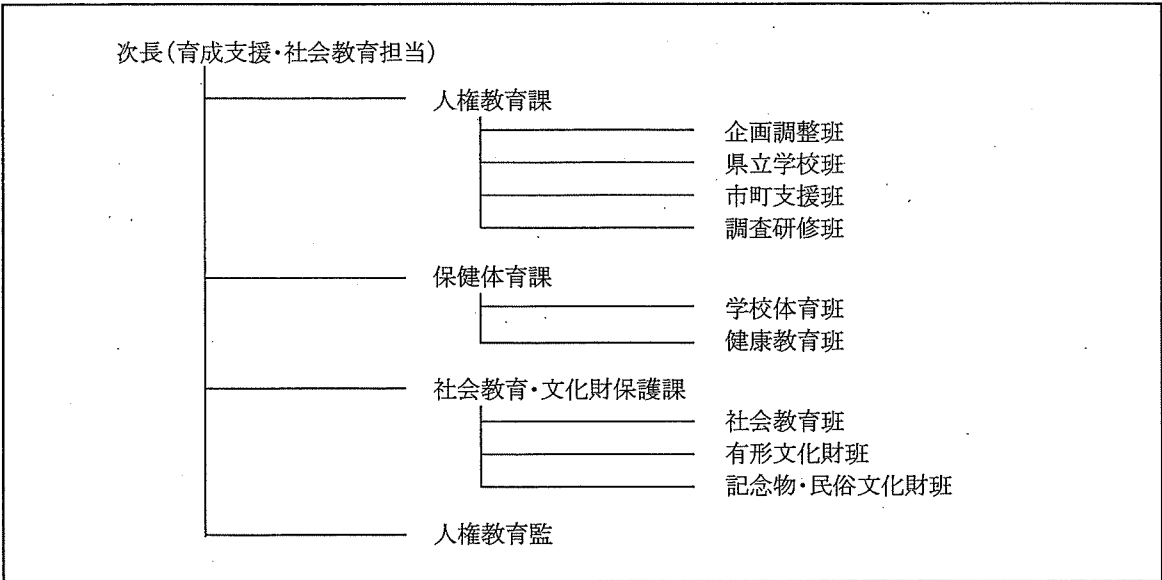 次長(育成支援・社会教育担当)
人権教育課
企画調整班
県立学校班
市町支援班
調査研修班
保健体育課
学校体育班
健康教育班
社会教育・文化財保護課
社会教育班
有形文化財班
記念物・民俗文化財班
人権教育監